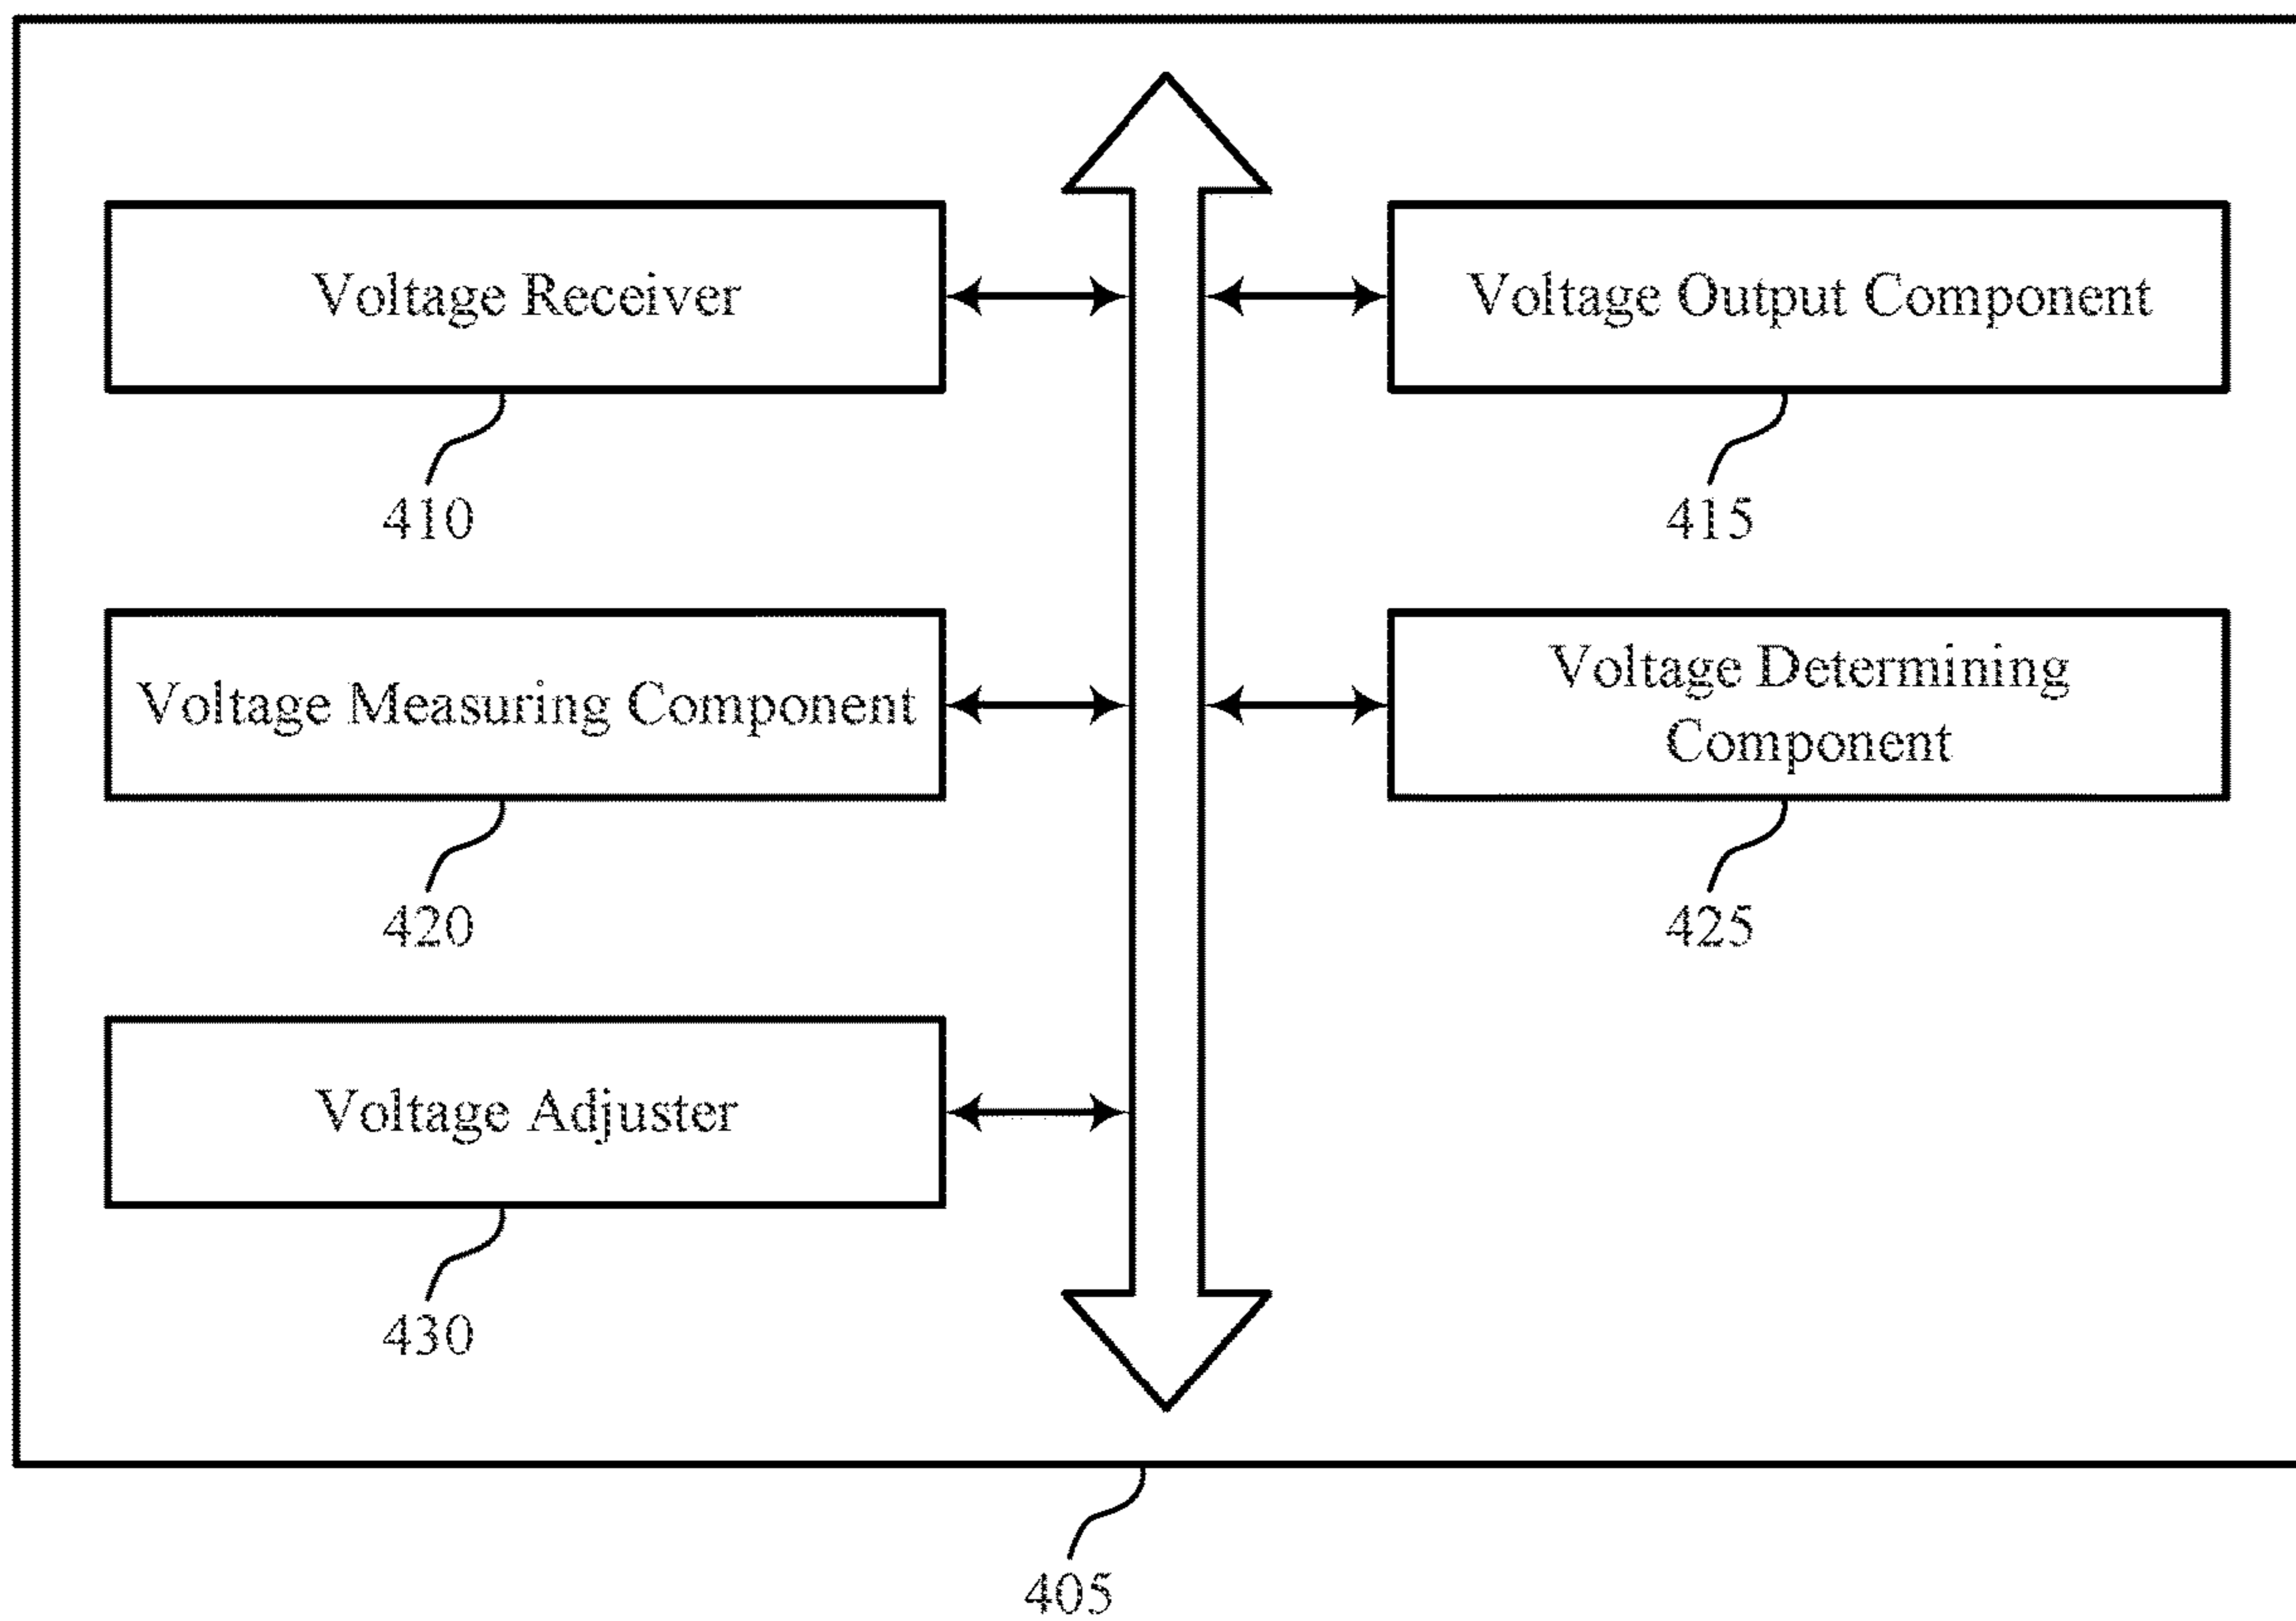 Voltage Receiver
Voltage Output Component
410
415
Voltage Measuring Component
Voltage Determining
Component
420
425
Voltage Adjuster
430
405